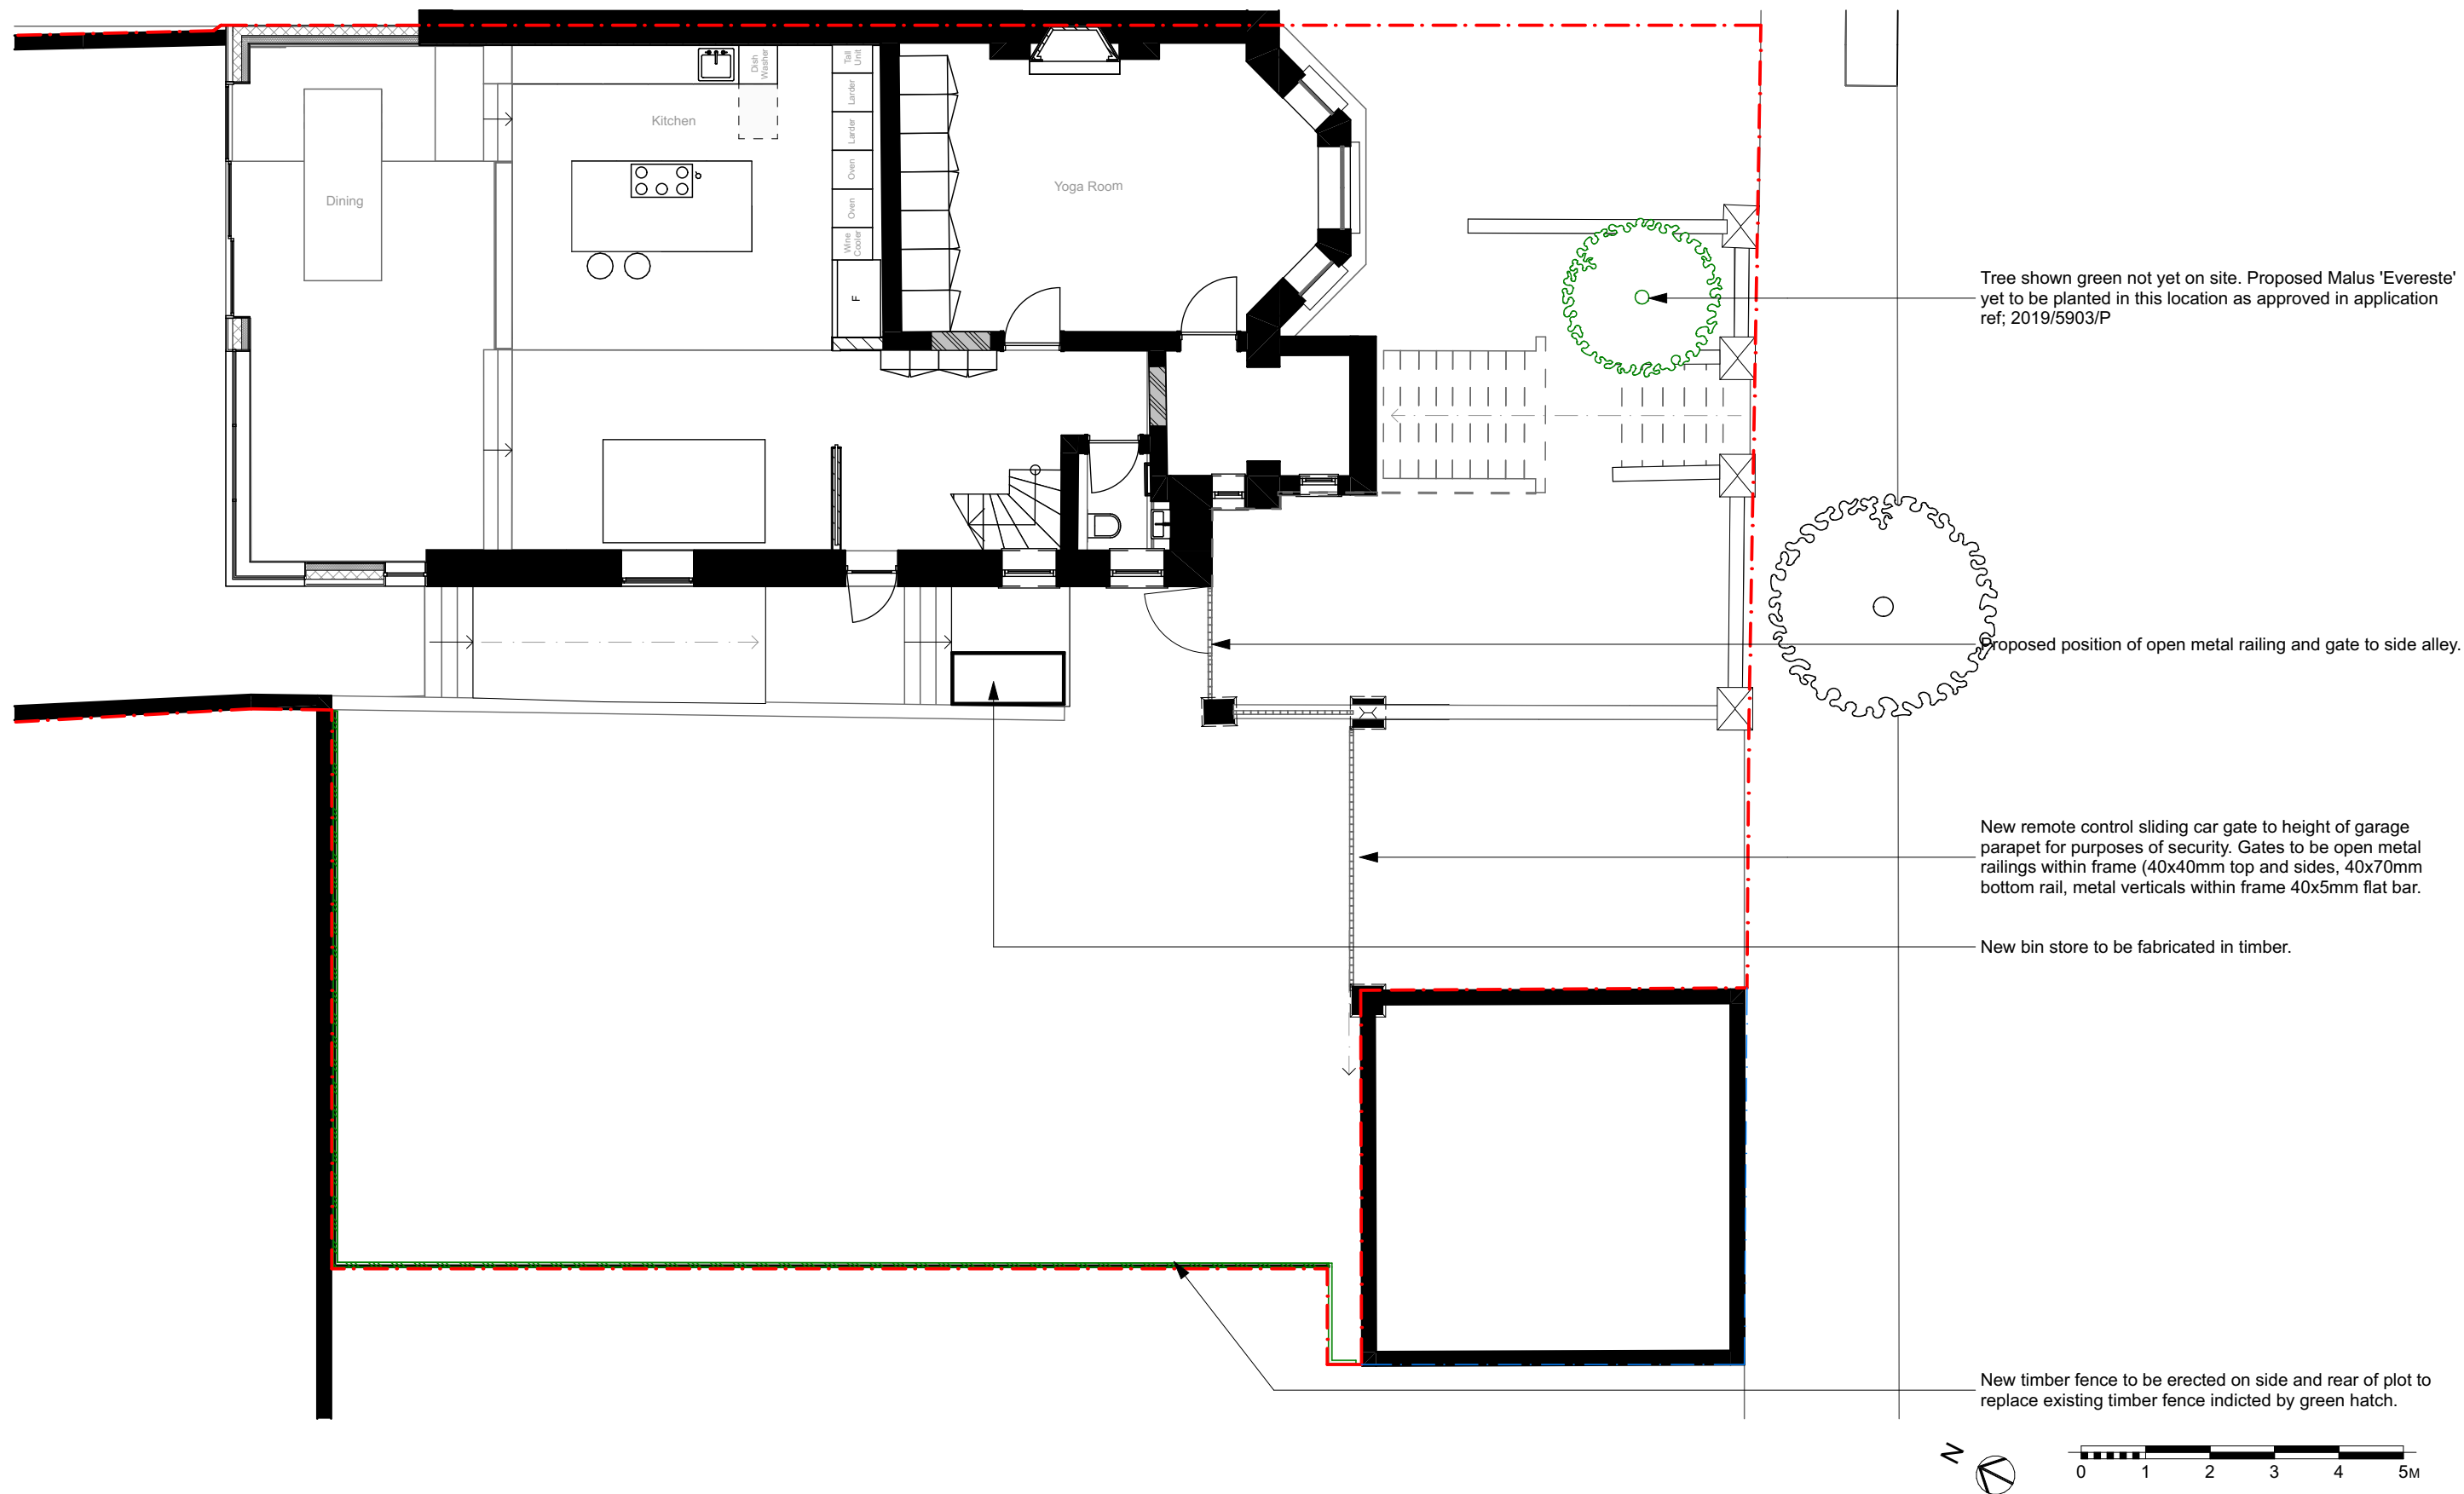 Dish
Washer
Tall
Unit
Larder
Larder
Oven
Oven
Wine
Cooler
F
Kitchen
Dining
Yoga Room
Tree shown green not yet on site. Proposed Malus 'Evereste'
yet to be planted in this location as approved in application
ref; 2019/5903/P
Proposed position of open metal railing and gate to side alley.
New remote control sliding car gate to height of garage
parapet for purposes of security. Gates to be open metal
railings within frame (40x40mm top and sides, 40x70mm
bottom rail, metal verticals within frame 40x5mm flat bar.
New bin store to be fabricated in timber.
New timber fence to be erected on side and rear of plot to
replace existing timber fence indicted by green hatch.
N
0 1 2 3 4 5M